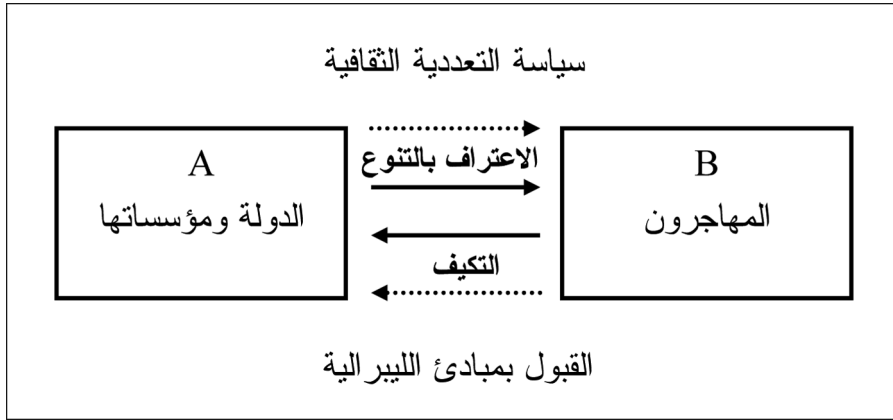 سياسة التعددية الثقافية
A
الدولة ومؤسساتها
الاعتراف بالتنوع
التكيف
B
المهاجرون
القبول بمبادئ الليبرالية